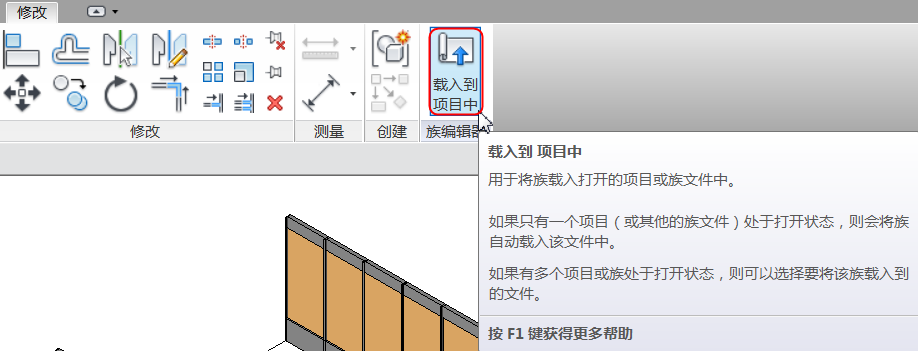 修改
载入到
项目中
修改
测量
创建
族编辑器
载入到 项目中
用于将族载入打开的项目或族文件中。
如果只有一个项目（或其他的族文件）处于打开状态，则会将族
自动载入该文件中。
如果有多个项目或族处于打开状态，则可以选择要将该族载入到
的文件。
按 F1 键获得更多帮助